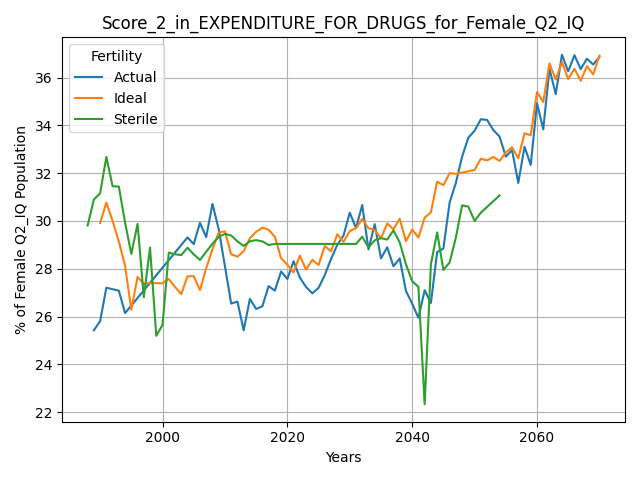 Score_2_in_EXPENDITURE_FOR_DRUGS_for_Female_Q2_IQ
Fertility
Actual
Ideal
Sterile
% of Female Q2_IQ Population
36
34
32
30
28
26
24
22
2000
2020
2040
2060
Years